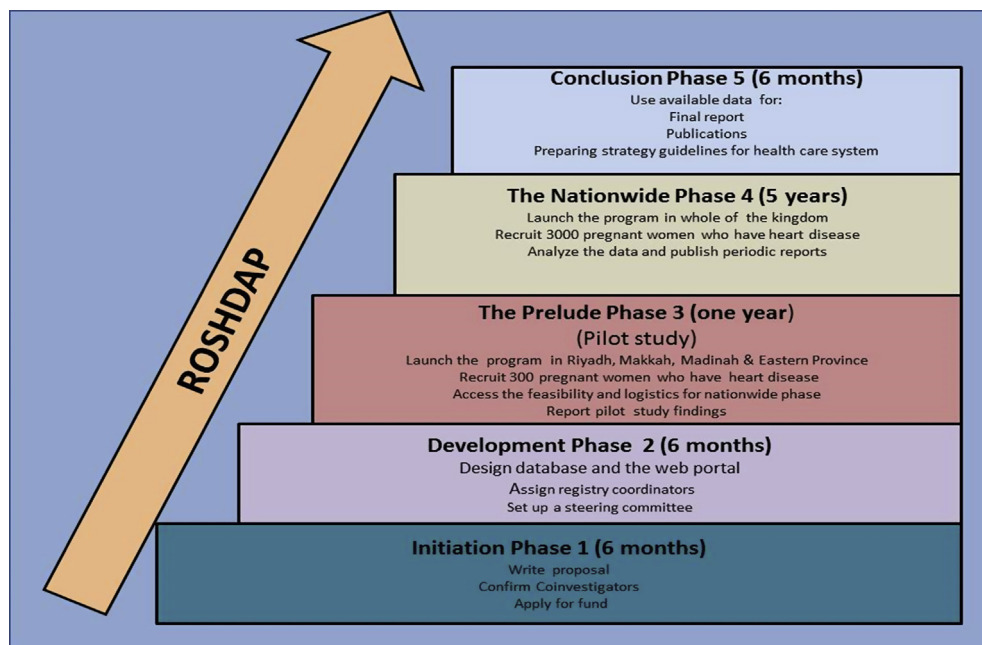 Conclusion Phase 5 (6 months)
Use available data for:
Final report
Publications
Preparing strategy guidelines for health care system
The Nationwide Phase 4 (5 years)
Launch the program in whole of the kingdom
Recruit 3000 pregnant women who have heart disease
Analyze the data and publish periodic reports
The Prelude Phase 3 (one year)
(Pilot study)
Launch the program in Riyadh, Makkah, Madinah & Eastern Province
Recruit 300 pregnant women who have heart disease
Access the feasibility and logistics for nationwide phase
Report pilot study findings
Development Phase 2 (6 months)
Design database and the web portal
Assign registry coordinators
Set up a steering committee
Initiation Phase 1 (6 months)
Write proposal
Confirm Coinvestigators
Apply for fund
ROSHDAP